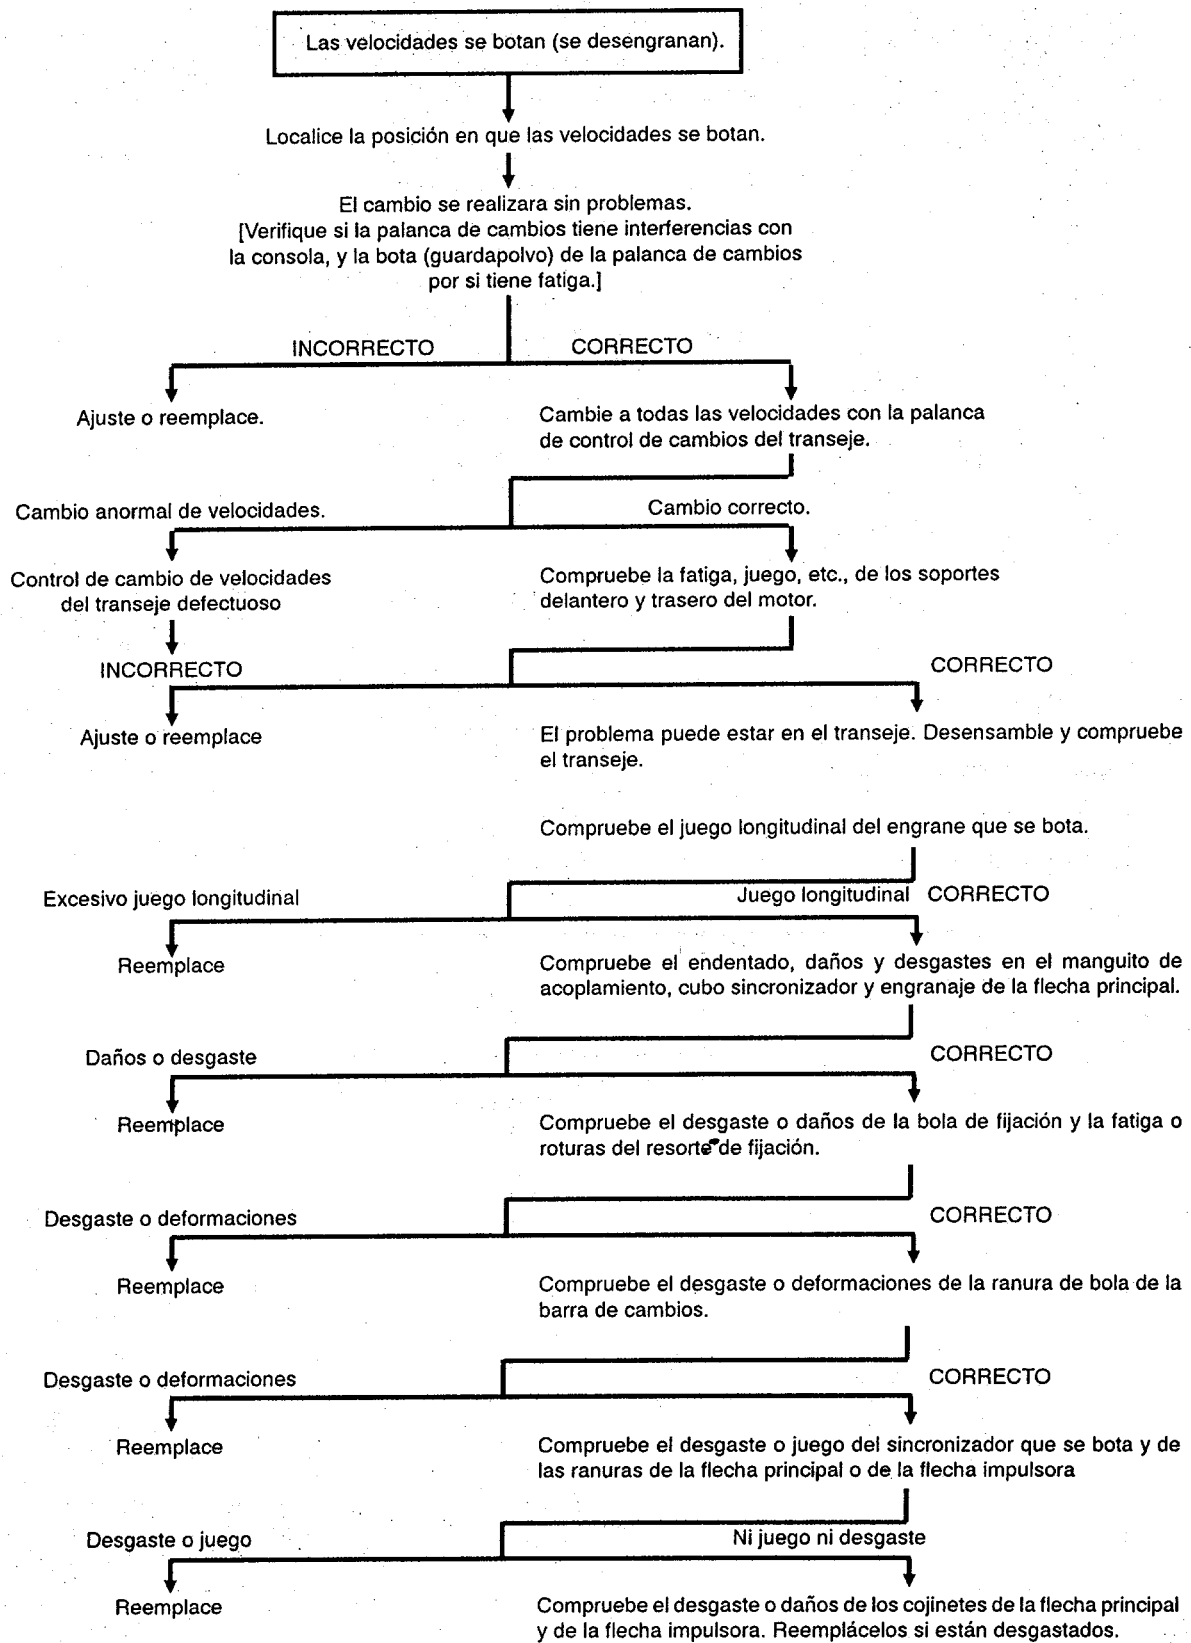 Las velocidades se botan (se desengranan).
Localice la posición en que las velocidades se botan.
El cambio se realizara sin problemas.
[Verifique si la palanca de cambios tiene interferencias con
la consola, y la bota (guardapolvo) de la palanca de cambios
por si tiene fatiga.]
INCORRECTO
CORRECTO
Ajuste o reemplace.
Cambie a todas las velocidades con la palanca
de control de cambios del transeje.
Cambio anormal de velocidades.
Cambio correcto.
Control de cambio de velocidades
del transeje defectuoso
Compruebe la fatiga, juego, etc., de los soportes
delantero y trasero del motor.
INCORRECTO
CORRECTO
Ajuste o reemplace
El problema puede estar en el transeje. Desensamble y compruebe
el transeje.
Compruebe el juego longitudinal del engrane que se bota.
Excesivo juego longitudinal
Juego longitudinal CORRECTO
Reemplace
Compruebe el endentado, daños y desgastes en el manguito de
acoplamiento, cubo sincronizador y engranaje de la flecha principal.
Daños o desgaste
CORRECTO
Reemplace
Compruebe el desgaste o daños de la bola de fijación y la fatiga o
roturas del resorte de fijación.
Desgaste o deformaciones
CORRECTO
Reemplace
Compruebe el desgaste o deformaciones de la ranura de bola de la
barra de cambios.
Desgaste o deformaciones
CORRECTO
Reemplace
Compruebe el desgaste o juego del sincronizador que se bota y de
las ranuras de la flecha principal o de la flecha impulsora
Desgaste o juego
Ni juego ni desgaste
Reemplace
Compruebe el desgaste o daños de los cojinetes de la flecha principal
y de la flecha impulsora. Reemplácelos si están desgastados.